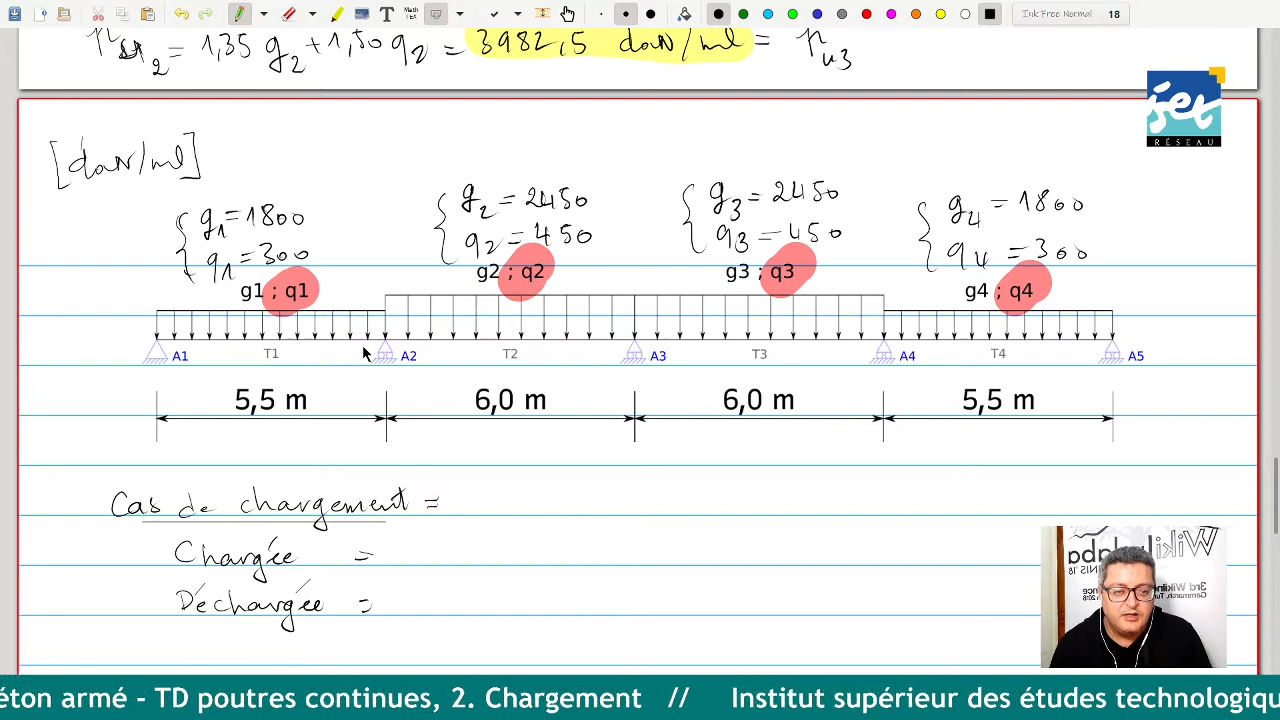 Ink Free Normal 18
Pu2 = 1,35 g2 + 1,50 q2 = 3982,5 daN/ml = Pu3
iset
RÉSEAU
[daN/ml]
g1 = 1800
q1 = 300
g1 ; q1
g2 = 2450
q2 = 450
g2 ; q2
g3 = 2450
q3 = 450
g3 ; q3
g4 = 1800
q4 = 300
g4 ; q4
A1 T1 A2 T2 A3 T3 A4 T4 A5
5,5 m 6,0 m 6,0 m 5,5 m
Cas de chargement =
Chargée =
Déchargée =
3rd Wiki
éton armé - TD poutres continues, 2. Chargement // Institut supérieur des études technologiqu